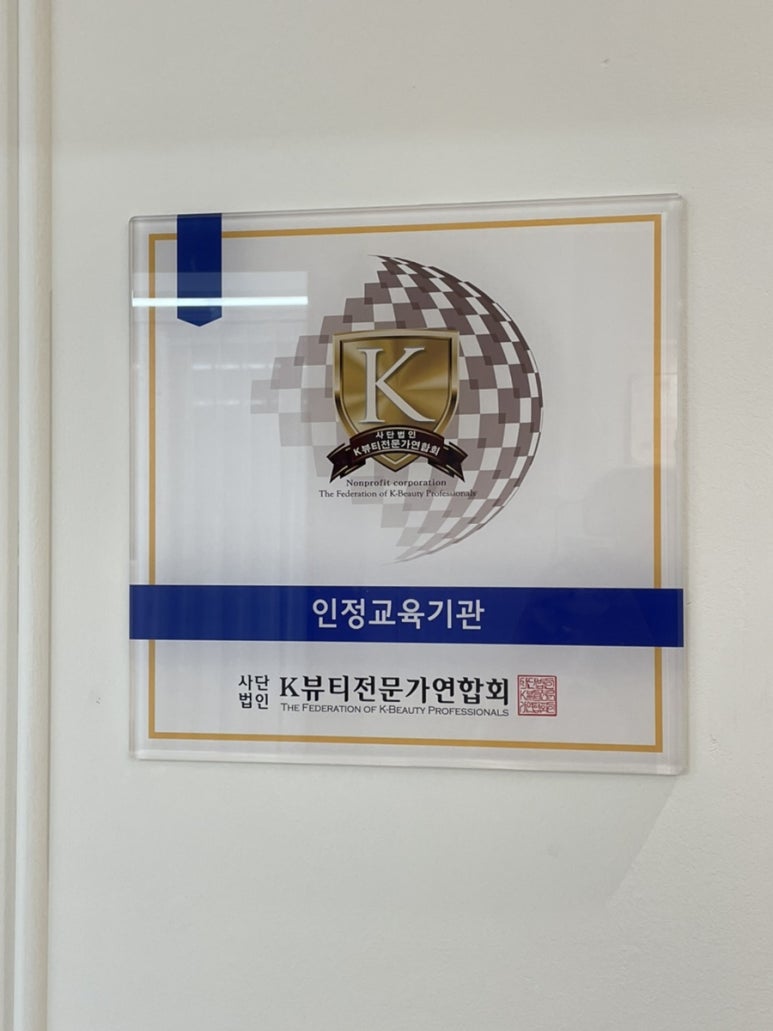 K
사단법인
K뷰티전문가연합회
Nonprofit corporation
The Federation of K-Beauty Professionals
인정교육기관
사단
법인
K뷰티전문가연합회
THE FEDERATION OF K-BEAUTY PROFESSIONALS